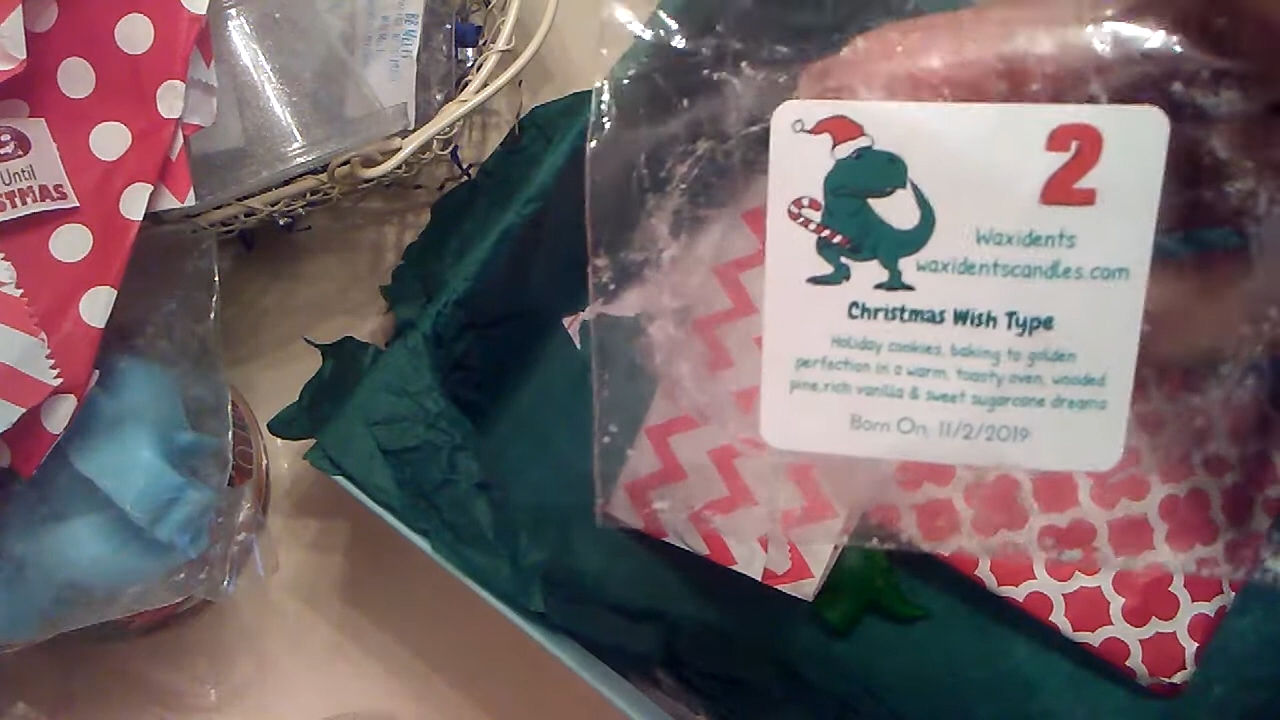 Until
STMAS
2
Waxidents
waxidentscandles.com
Christmas Wish Type
Holiday cookies, baking to golden
perfection in a warm, toasty oven, wooded
pine,rich vanilla & sweet sugarcane dreams
Born On: 11/2/2019